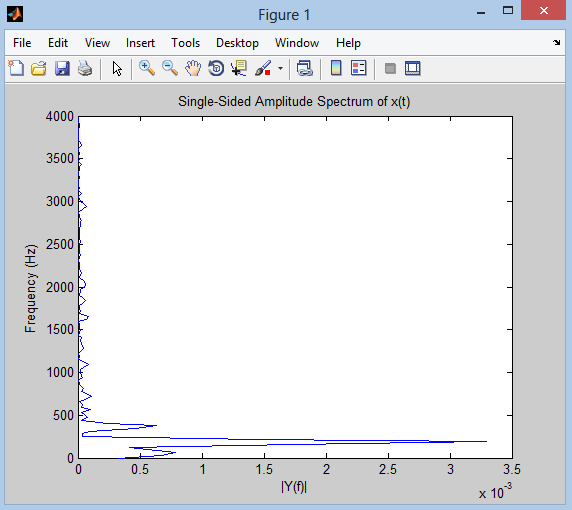 Figure 1
File Edit View Insert Tools Desktop Window Help
Single-Sided Amplitude Spectrum of x(t)
4000
3500
3000
2500
2000
1500
1000
500
0
Frequency (Hz)
0 0.5 1 1.5 2 2.5 3 3.5
|Y(f)|
x 10⁻³